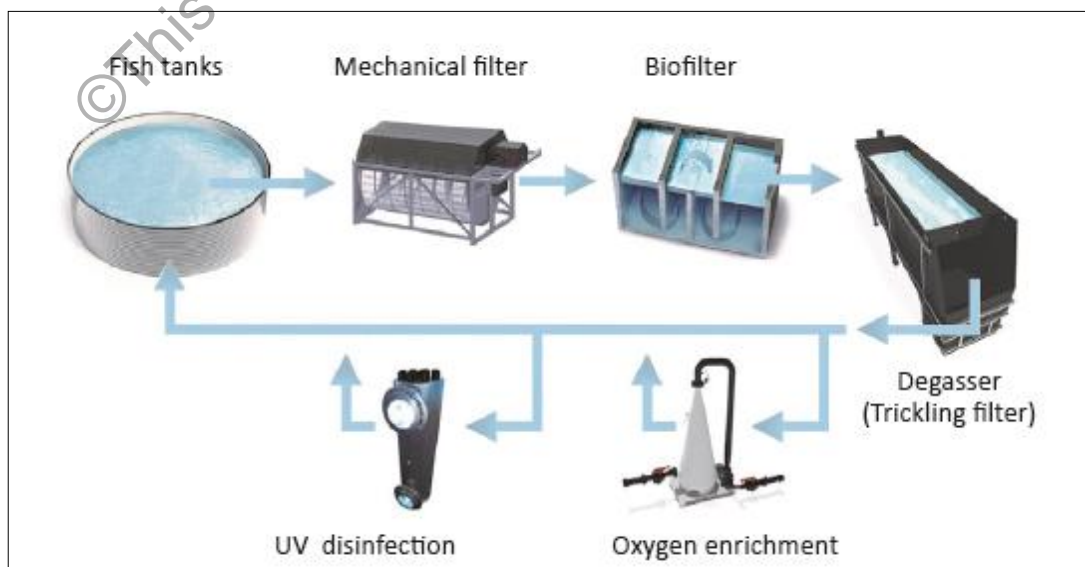 ©This
Fish tanks
Mechanical filter
Biofilter
Degasser
(Trickling filter)
UV disinfection
Oxygen enrichment